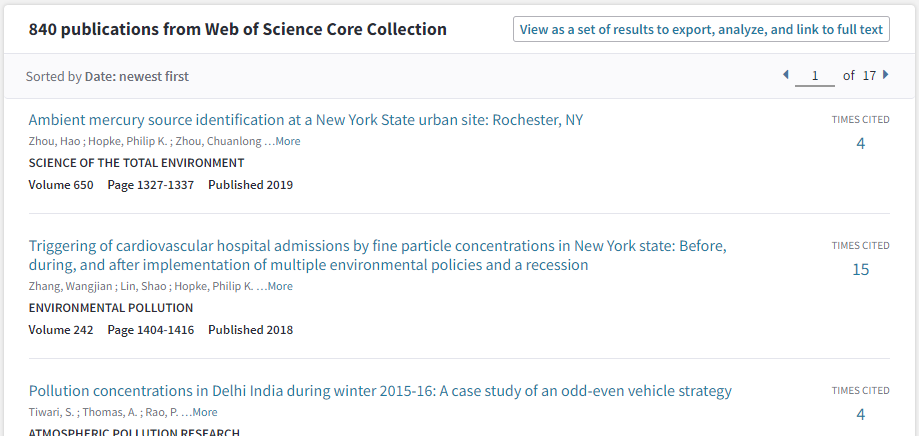 840 publications from Web of Science Core Collection
View as a set of results to export, analyze, and link to full text
Sorted by Date: newest first
1 of 17
Ambient mercury source identification at a New York State urban site: Rochester, NY
TIMES CITED
Zhou, Hao ; Hopke, Philip K. ; Zhou, Chuanlong …More
4
SCIENCE OF THE TOTAL ENVIRONMENT
Volume 650 Page 1327-1337 Published 2019
Triggering of cardiovascular hospital admissions by fine particle concentrations in New York state: Before,
TIMES CITED
during, and after implementation of multiple environmental policies and a recession
15
Zhang, Wangjian ; Lin, Shao ; Hopke, Philip K. …More
ENVIRONMENTAL POLLUTION
Volume 242 Page 1404-1416 Published 2018
Pollution concentrations in Delhi India during winter 2015-16: A case study of an odd-even vehicle strategy
TIMES CITED
Tiwari, S. ; Thomas, A. ; Rao, P. …More
4
ATMOSPHERIC POLLUTION RESEARCH